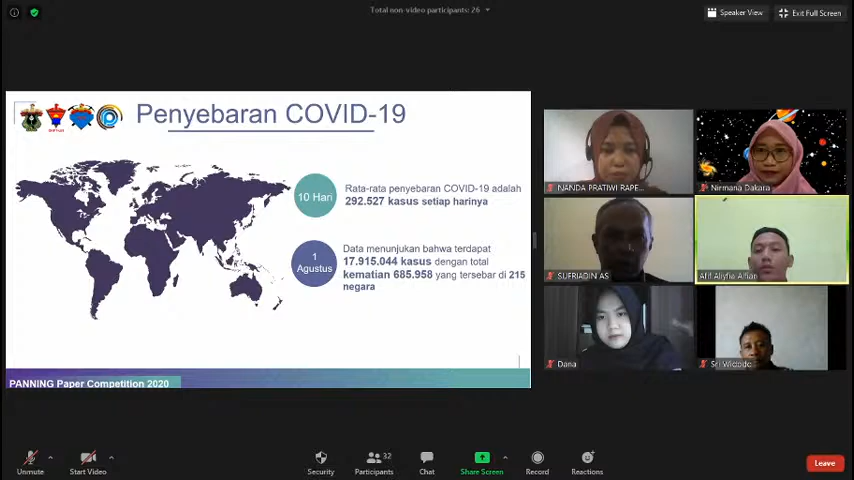 Total non-video participants: 26
Speaker View
Exit Full Screen
Penyebaran COVID-19
10 Hari
Rata-rata penyebaran COVID-19 adalah
292.527 kasus setiap harinya
1
Agustus
Data menunjukan bahwa terdapat
17.915.044 kasus dengan total
kematian 685.958 yang tersebar di 215
negara
PANNING Paper Competition 2020
NANDA PRATIWI RAPE...
Nirmana Dakara
SUFRIADIN AS
Afif Aliyfia Alfian
Dana
Sri Widodo
Unmute
Start Video
Security
32
Participants
Chat
Share Screen
Record
Reactions
Leave